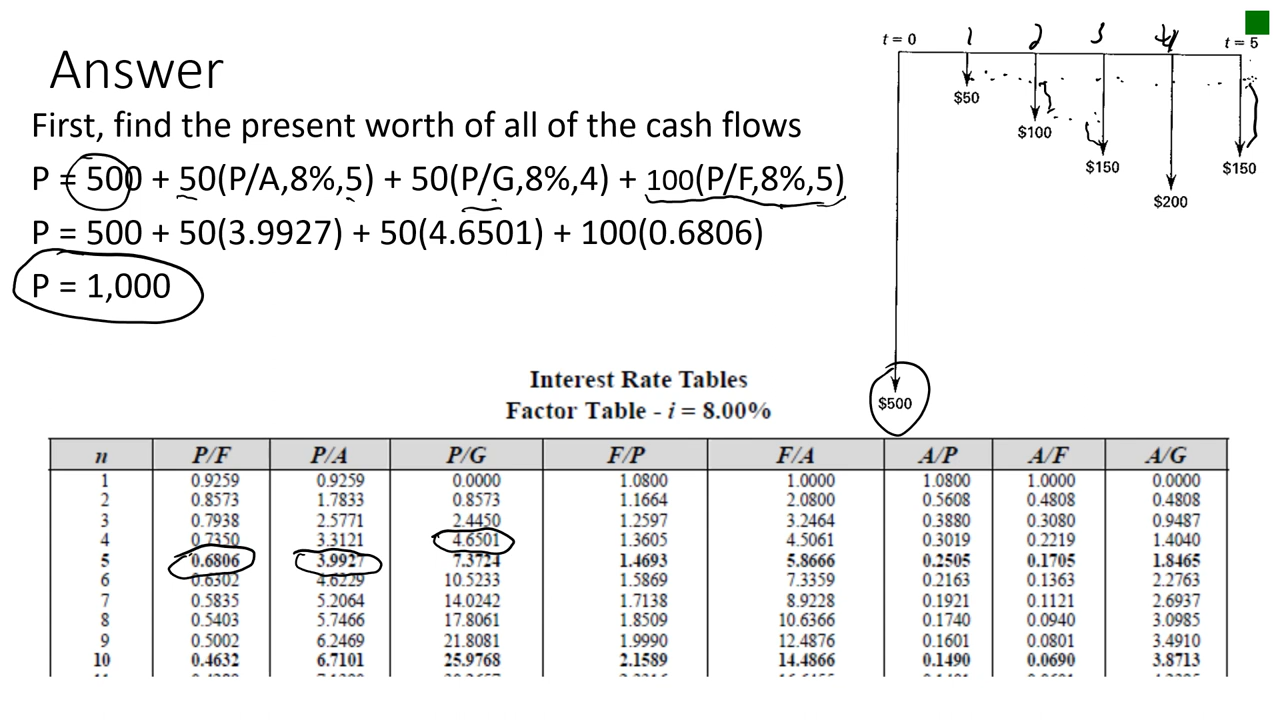 Answer
First, find the present worth of all of the cash flows
P = 500 + 50(P/A,8%,5) + 50(P/G,8%,4) + 100(P/F,8%,5)
P = 500 + 50(3.9927) + 50(4.6501) + 100(0.6806)
P = 1,000
t = 0 1 2 3 4 t = 5
$50
$100
$150 $150
$200
$500
Interest Rate Tables
Factor Table - i = 8.00%
n P/F P/A P/G F/P F/A A/P A/F A/G
1 0.9259 0.9259 0.0000 1.0800 1.0000 1.0800 1.0000 0.0000
2 0.8573 1.7833 0.8573 1.1664 2.0800 0.5608 0.4808 0.4808
3 0.7938 2.5771 2.4450 1.2597 3.2464 0.3880 0.3080 0.9487
4 0.7350 3.3121 4.6501 1.3605 4.5061 0.3019 0.2219 1.4040
5 0.6806 3.9927 7.3724 1.4693 5.8666 0.2505 0.1705 1.8465
6 0.6302 4.6229 10.5233 1.5869 7.3359 0.2163 0.1363 2.2763
7 0.5835 5.2064 14.0242 1.7138 8.9228 0.1921 0.1121 2.6937
8 0.5403 5.7466 17.8061 1.8509 10.6366 0.1740 0.0940 3.0985
9 0.5002 6.2469 21.8081 1.9990 12.4876 0.1601 0.0801 3.4910
10 0.4632 6.7101 25.9768 2.1589 14.4866 0.1490 0.0690 3.8713